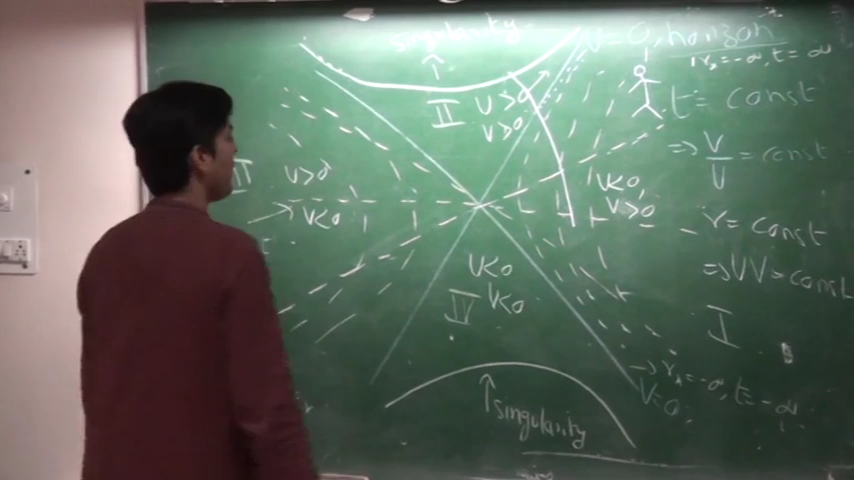 singularity
U=0, horizon
r*=-∞, t=∞
II U>0
V>0
t= const
⇒ V/U = const
III U>0
V<0
U<0,
V>0
r= const
⇒UV=const
I
U<0
IV V<0
→ r*=-∞, t=-∞
V=0
singularity